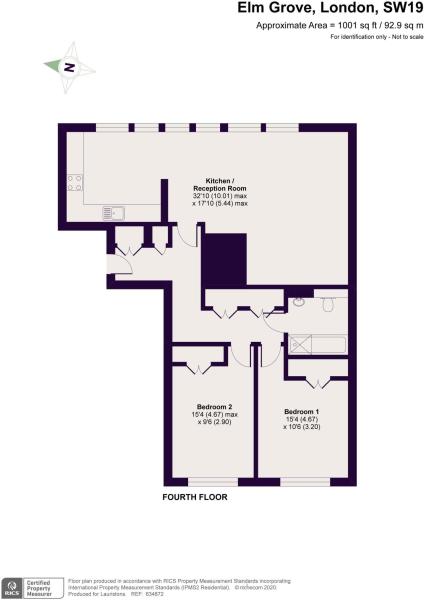 Elm Grove, London, SW19
Approximate Area = 1001 sq ft / 92.9 sq m
For identification only - Not to scale
N
Kitchen /
Reception Room
32'10 (10.01) max
x 17'10 (5.44) max
Bedroom 2
15'4 (4.67) max
x 9'6 (2.90)
Bedroom 1
15'4 (4.67)
x 10'6 (3.20)
FOURTH FLOOR
RICS
Certified
Property
Measurer
Floor plan produced in accordance with RICS Property Measurement Standards incorporating
International Property Measurement Standards (IPMS2 Residential). © nichecom 2020.
Produced for Lauristons. REF: 634872